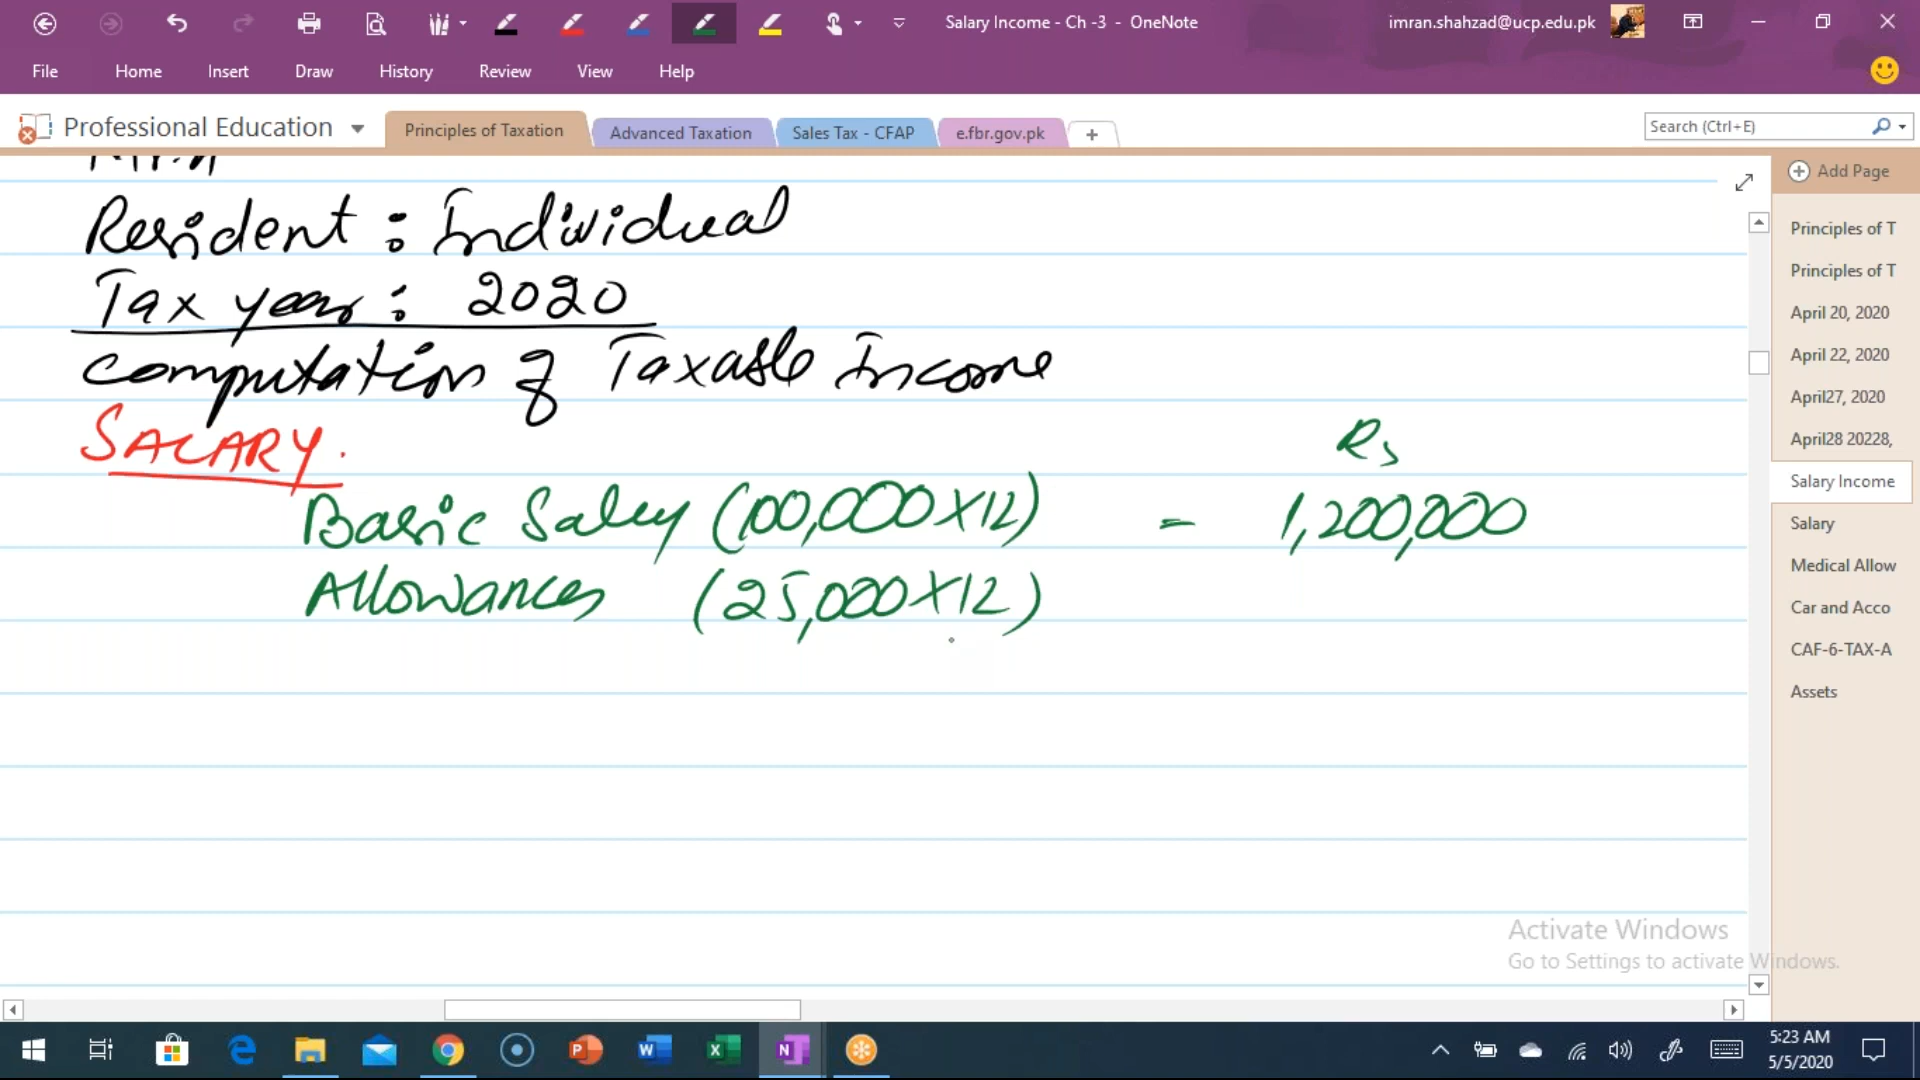 Salary Income - Ch -3 - OneNote
imran.shahzad@ucp.edu.pk
File Home Insert Draw History Review View Help
Professional Education
Principles of Taxation
Advanced Taxation
Sales Tax - CFAP
e.fbr.gov.pk
Search (Ctrl+E)
Add Page
Resident : Individual
Tax year : 2020
computation of Taxable Income
SALARY.
Rs
Basic Salary (100,000X12) = 1,200,000
Allowances (25,000X12)
Principles of T
Principles of T
April 20, 2020
April 22, 2020
April27, 2020
April28 20228,
Salary Income
Salary
Medical Allow
Car and Acco
CAF-6-TAX-A
Assets
Activate Windows
Go to Settings to activate Windows.
5:23 AM
5/5/2020